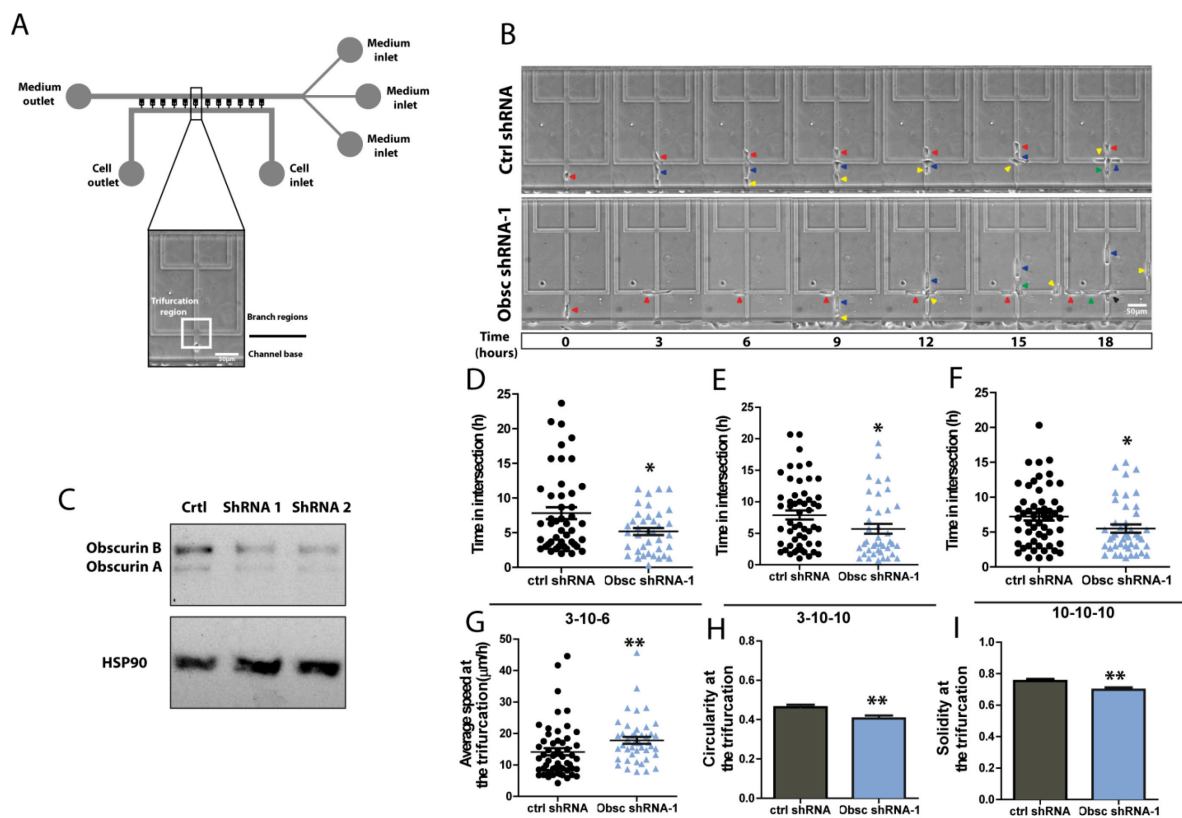 A
Medium
inlet
Medium
outlet
Medium
inlet
Medium
inlet
Cell
outlet
Cell
inlet
Trifurcation
region
Branch regions
50μm
Channel base
B
Ctrl shRNA
Obsc shRNA-1
50μm
Time
(hours)
0 3 6 9 12 15 18
C
Crtl ShRNA 1 ShRNA 2
Obscurin B
Obscurin A
HSP90
D
Time in intersection (h)
25
20
15
10
5
0
*
ctrl shRNA Obsc shRNA-1
3-10-6
E
Time in intersection (h)
25
20
15
10
5
0
*
ctrl shRNA Obsc shRNA-1
3-10-10
F
Time in intersection (h)
25
20
15
10
5
0
*
ctrl shRNA Obsc shRNA-1
10-10-10
G
Average speed at
the trifurcation(μm/h)
50
40
30
20
10
0
**
ctrl shRNA Obsc shRNA-1
H
Circularity at
the trifurcation
0.8
0.6
0.4
0.2
0.0
**
ctrl shRNA Obsc shRNA-1
I
Solidity at
the trifurcation
1.0
0.8
0.6
0.4
0.2
0.0
**
ctrl shRNA Obsc shRNA-1